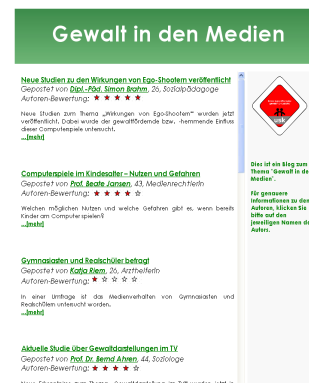 Gewalt in den Medien
Neue Studien zu den Wirkungen von Ego-Shootern veröffentlicht
Gepostet von Dipl.-Päd. Simon Brahm, 26, Sozialpädagoge
Autoren-Bewertung: ★ ★ ★ ★ ★
Neue Studien zum Thema „Wirkungen von Ego-Shootern“ wurden jetzt
veröffentlicht. Dabei wurde der gewaltfördernde bzw. -hemmende Einfluss
dieser Computerspiele untersucht.
...[mehr]
Computerspiele im Kindesalter – Nutzen und Gefahren
Gepostet von Prof. Beate Jansen, 43, Medienrechtlerin
Autoren-Bewertung: ★ ★ ★ ★ ☆
Welchen möglichen Nutzen und welche Gefahren gibt es, wenn bereits
Kinder am Computer spielen?
...[mehr]
Gymnasiasten und Realschüler befragt
Gepostet von Katja Riem, 26, Arzthelferin
Autoren-Bewertung: ★ ☆ ☆ ☆ ☆
In einer Umfrage ist das Medienverhalten von Gymnasiasten und
Realschülern untersucht worden.
...[mehr]
Aktuelle Studie über Gewaltdarstellungen im TV
Gepostet von Prof. Dr. Bernd Ahren, 44, Soziologe
Autoren-Bewertung: ★ ★ ★ ★ ☆
usk
Dies ist ein Blog zum
Thema "Gewalt in den
Medien".
Für genauere
Informationen zu den
Autoren, klicken Sie
bitte auf den
jeweiligen Namen de
Autors.